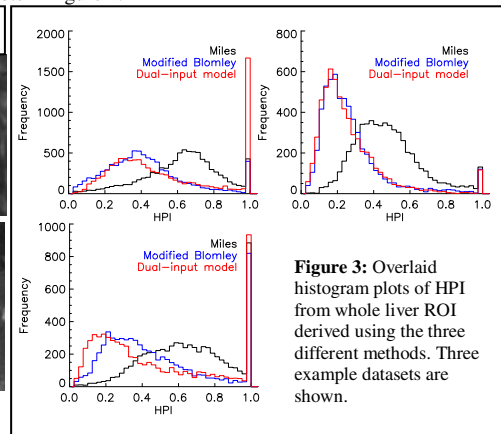 2000
1500
1000
500
0
Frequency
Miles
Modified Blomley
Dual-input model
0.0 0.2 0.4 0.6 0.8 1.0
HPI
800
600
400
200
0
Frequency
Miles
Modified Blomley
Dual-input model
0.0 0.2 0.4 0.6 0.8 1.0
HPI
1000
800
600
400
200
0
Frequency
Miles
Modified Blomley
Dual-input model
0.0 0.2 0.4 0.6 0.8 1.0
HPI
Figure 3: Overlaid
histogram plots of HPI
from whole liver ROI
derived using the three
different methods. Three
example datasets are
shown.